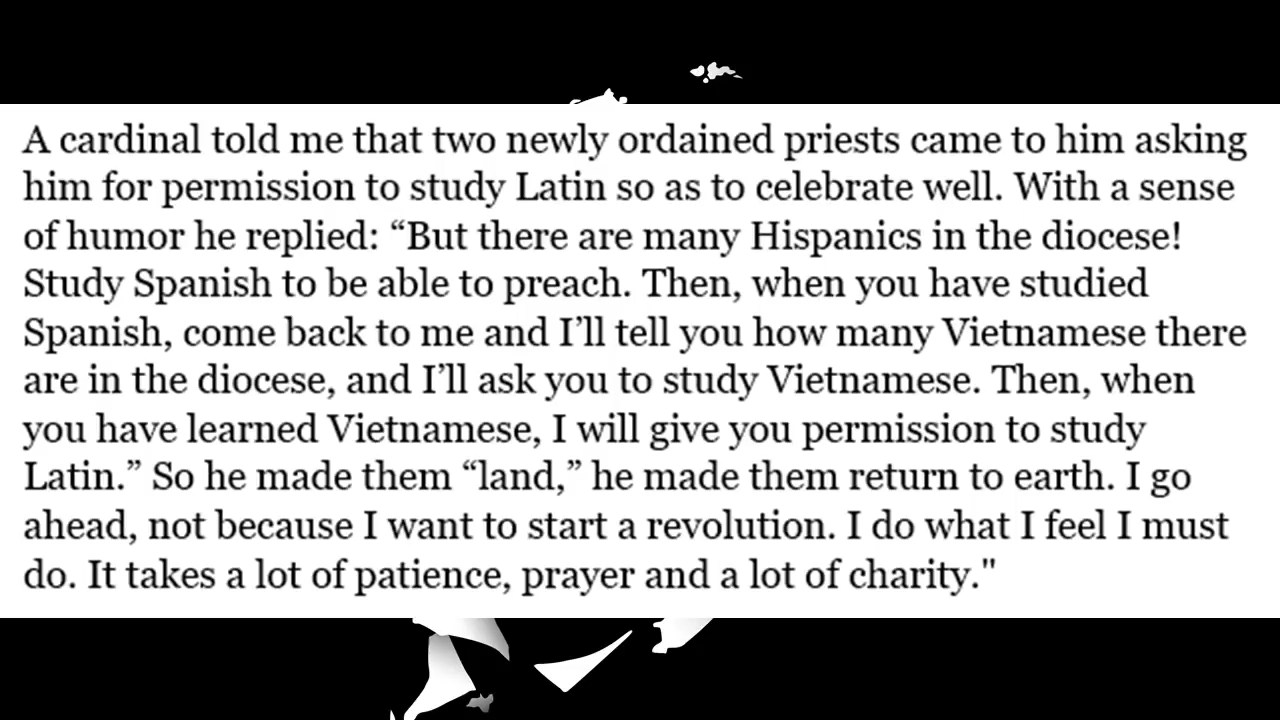 A cardinal told me that two newly ordained priests came to him asking
him for permission to study Latin so as to celebrate well. With a sense
of humor he replied: “But there are many Hispanics in the diocese!
Study Spanish to be able to preach. Then, when you have studied
Spanish, come back to me and I’ll tell you how many Vietnamese there
are in the diocese, and I’ll ask you to study Vietnamese. Then, when
you have learned Vietnamese, I will give you permission to study
Latin.” So he made them “land,” he made them return to earth. I go
ahead, not because I want to start a revolution. I do what I feel I must
do. It takes a lot of patience, prayer and a lot of charity."